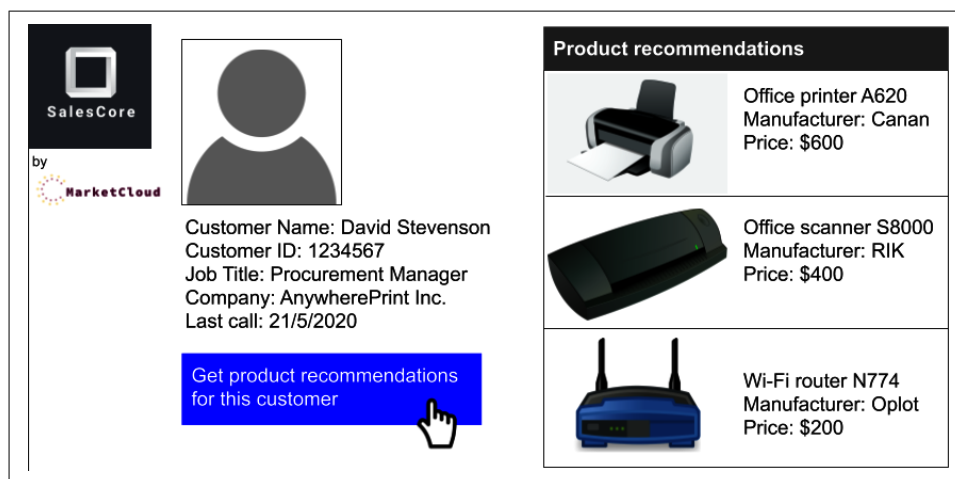 SalesCore
by
MarketCloud
Customer Name: David Stevenson
Customer ID: 1234567
Job Title: Procurement Manager
Company: AnywherePrint Inc.
Last call: 21/5/2020
Get product recommendations
for this customer
Product recommendations
Office printer A620
Manufacturer: Canan
Price: $600
Office scanner S8000
Manufacturer: RIK
Price: $400
Wi-Fi router N774
Manufacturer: Oplot
Price: $200